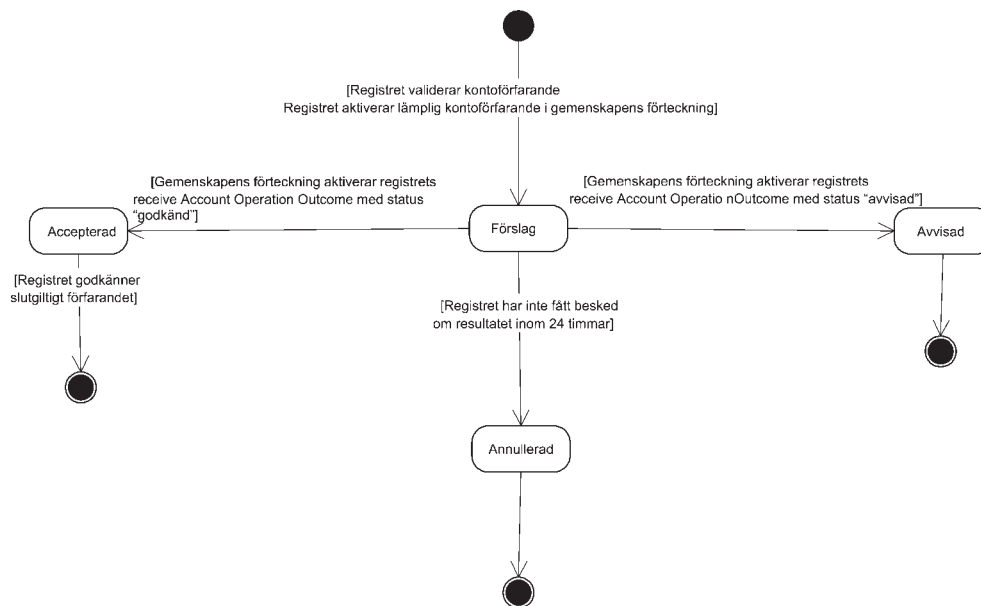 [Registret validerar kontoförfarande
Registret aktiverar lämplig kontoförfarande i gemenskapens förteckning]
[Gemenskapens förteckning aktiverar registrets
receive Account Operation Outcome med status
“godkänd”]
[Gemenskapens förteckning aktiverar registrets
receive Account Operatio nOutcome med status “avvisad”]
Accepterad
Förslag
Avvisad
[Registret godkänner
slutgiltigt förfarandet]
[Registret har inte fått besked
om resultatet inom 24 timmar]
Annullerad